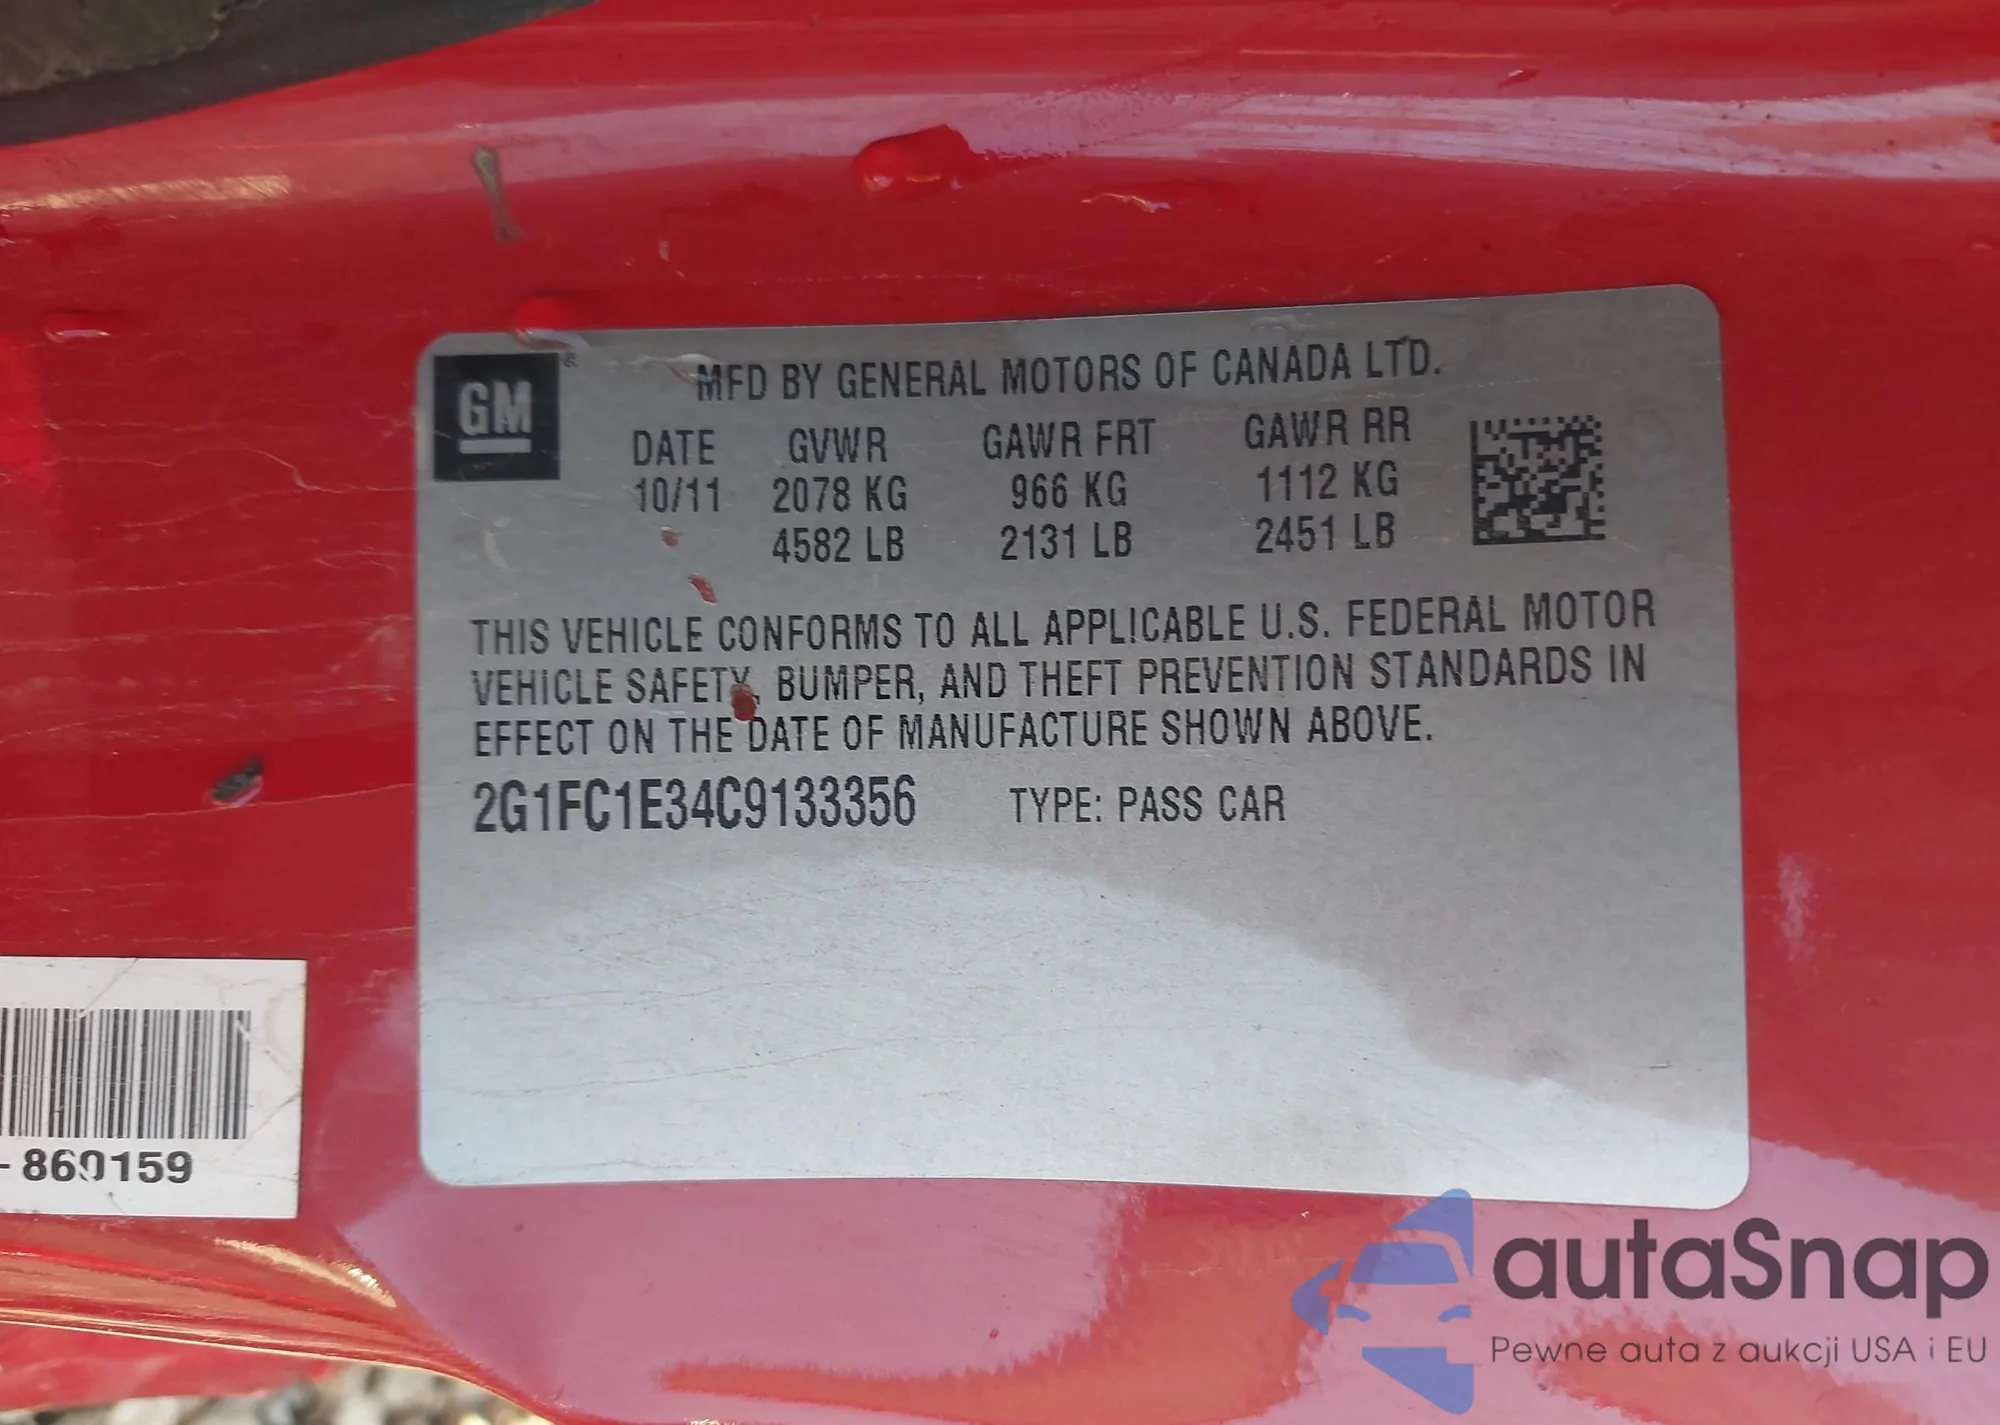 GM
MFD BY GENERAL MOTORS OF CANADA LTD.
DATE GVWR GAWR FRT GAWR RR
10/11 2078 KG 966 KG 1112 KG
4582 LB 2131 LB 2451 LB
THIS VEHICLE CONFORMS TO ALL APPLICABLE U.S. FEDERAL MOTOR
VEHICLE SAFETY, BUMPER, AND THEFT PREVENTION STANDARDS IN
EFFECT ON THE DATE OF MANUFACTURE SHOWN ABOVE.
2G1FC1E34C9133356 TYPE: PASS CAR
- 860159
autaSnap
Pewne auta z aukcji USA i EU